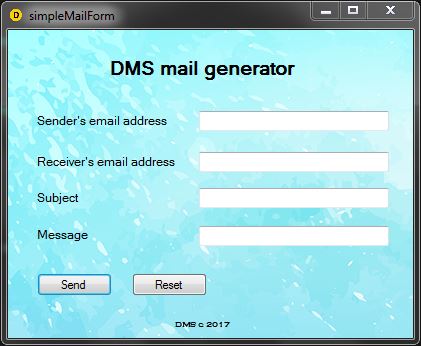 D simpleMailForm
DMS mail generator
Sender's email address
Receiver's email address
Subject
Message
Send Reset
DMS c 2017